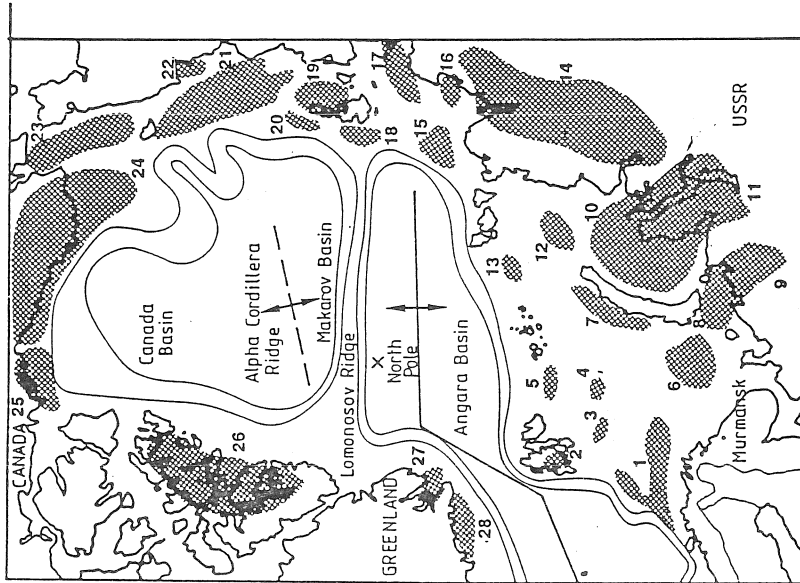 CANADA 25
24
23
22
21
20
19
18
17
16
15
14
USSR
Canada
Basin
Alpha Cordillera
Ridge
Makarov Basin
Lomonosov Ridge
North
Pole
Angara Basin
13
12
10
11
9
8
7
6
5
4
3
2
1
Murmansk
26
GREENLAND
27
28